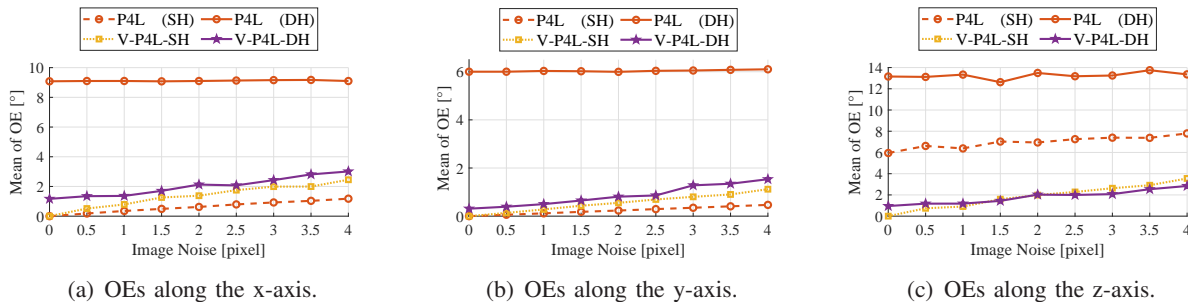 P4L (SH) P4L (DH)
V-P4L-SH V-P4L-DH
Mean of OE [°]
10
8
6
4
2
0
0 0.5 1 1.5 2 2.5 3 3.5 4
Image Noise [pixel]
(a) OEs along the x-axis.
P4L (SH) P4L (DH)
V-P4L-SH V-P4L-DH
Mean of OE [°]
6
4
2
0
0 0.5 1 1.5 2 2.5 3 3.5 4
Image Noise [pixel]
(b) OEs along the y-axis.
P4L (SH) P4L (DH)
V-P4L-SH V-P4L-DH
Mean of OE [°]
14
12
10
8
6
4
2
0
0 0.5 1 1.5 2 2.5 3 3.5 4
Image Noise [pixel]
(c) OEs along the z-axis.